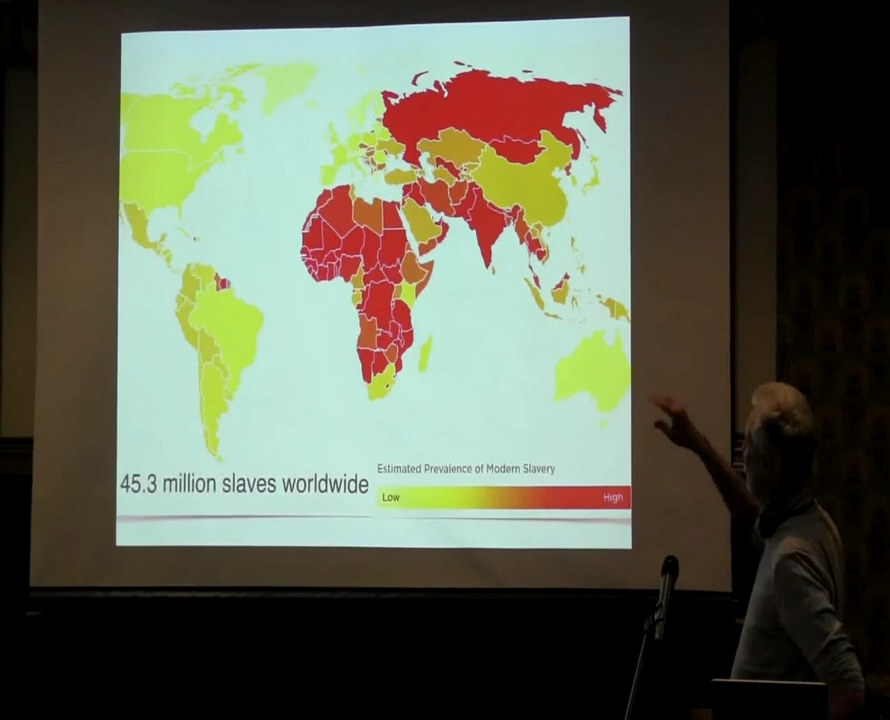 45.3 million slaves worldwide
Estimated Prevalence of Modern Slavery
Low
High